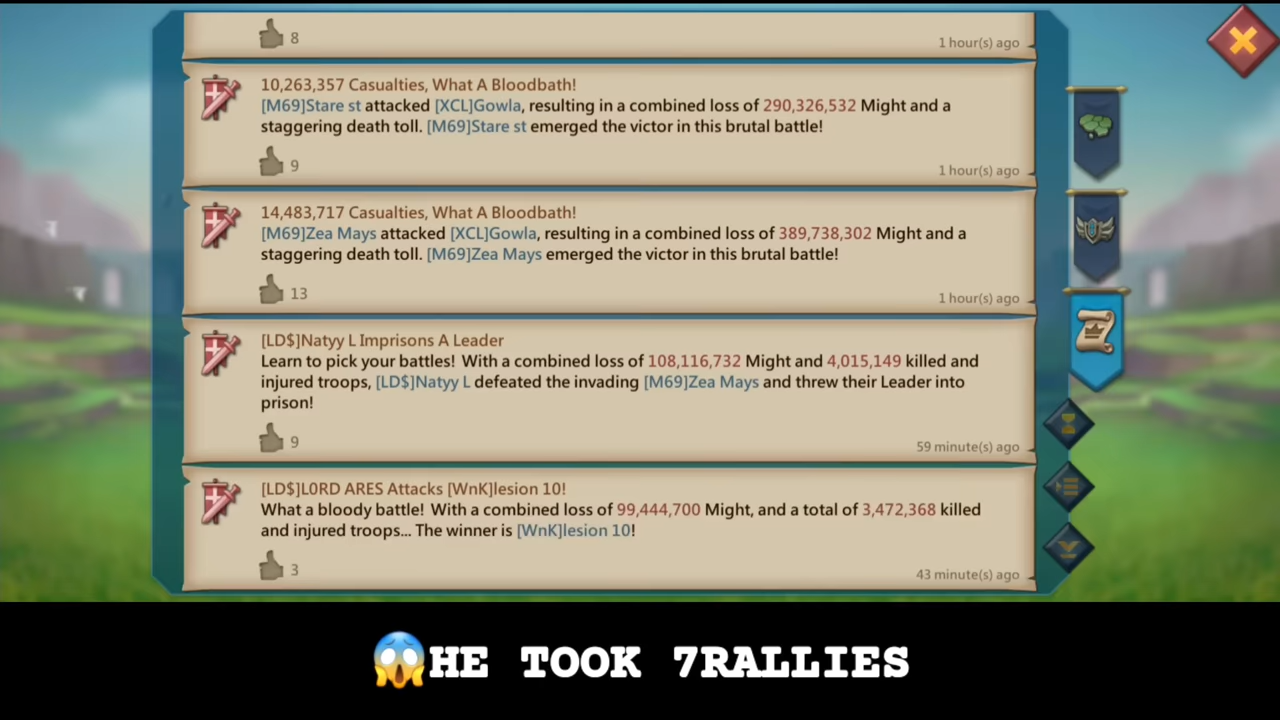 8
1 hour(s) ago
10,263,357 Casualties, What A Bloodbath!
[M69]Stare st attacked [XCL]Gowla, resulting in a combined loss of 290,326,532 Might and a
staggering death toll. [M69]Stare st emerged the victor in this brutal battle!
9
1 hour(s) ago
14,483,717 Casualties, What A Bloodbath!
[M69]Zea Mays attacked [XCL]Gowla, resulting in a combined loss of 389,738,302 Might and a
staggering death toll. [M69]Zea Mays emerged the victor in this brutal battle!
13
1 hour(s) ago
[LD$]Natyy L Imprisons A Leader
Learn to pick your battles! With a combined loss of 108,116,732 Might and 4,015,149 killed and
injured troops, [LD$]Natyy L defeated the invading [M69]Zea Mays and threw their Leader into
prison!
9
59 minute(s) ago
[LD$]L0RD ARES Attacks [WnK]lesion 10!
What a bloody battle! With a combined loss of 99,444,700 Might, and a total of 3,472,368 killed
and injured troops... The winner is [WnK]lesion 10!
3
43 minute(s) ago
😱HE TOOK 7RALLIES